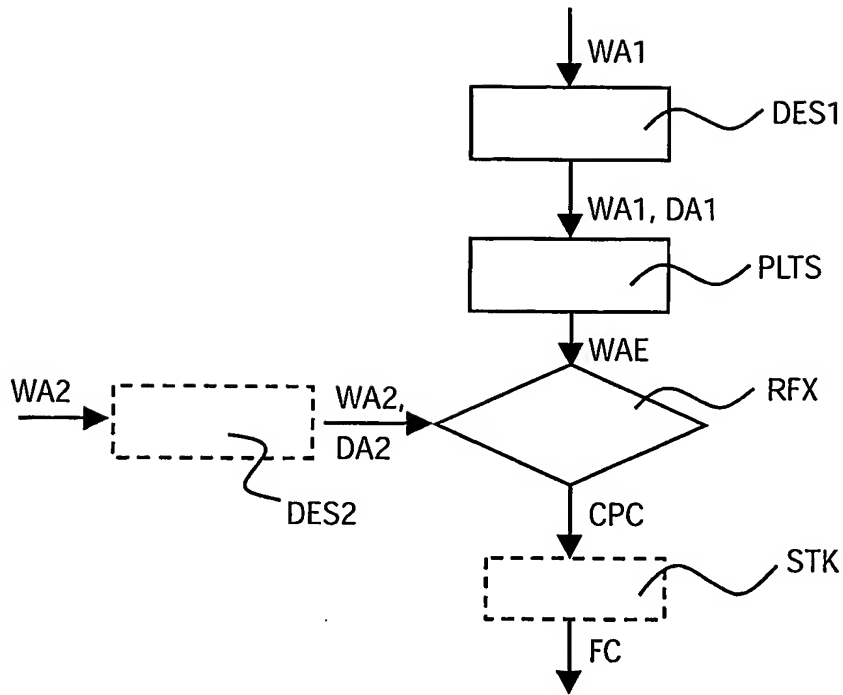 WA1
DES1
WA1, DA1
PLTS
WAE
RFX
WA2
WA2,
DA2
DES2
CPC
STK
FC